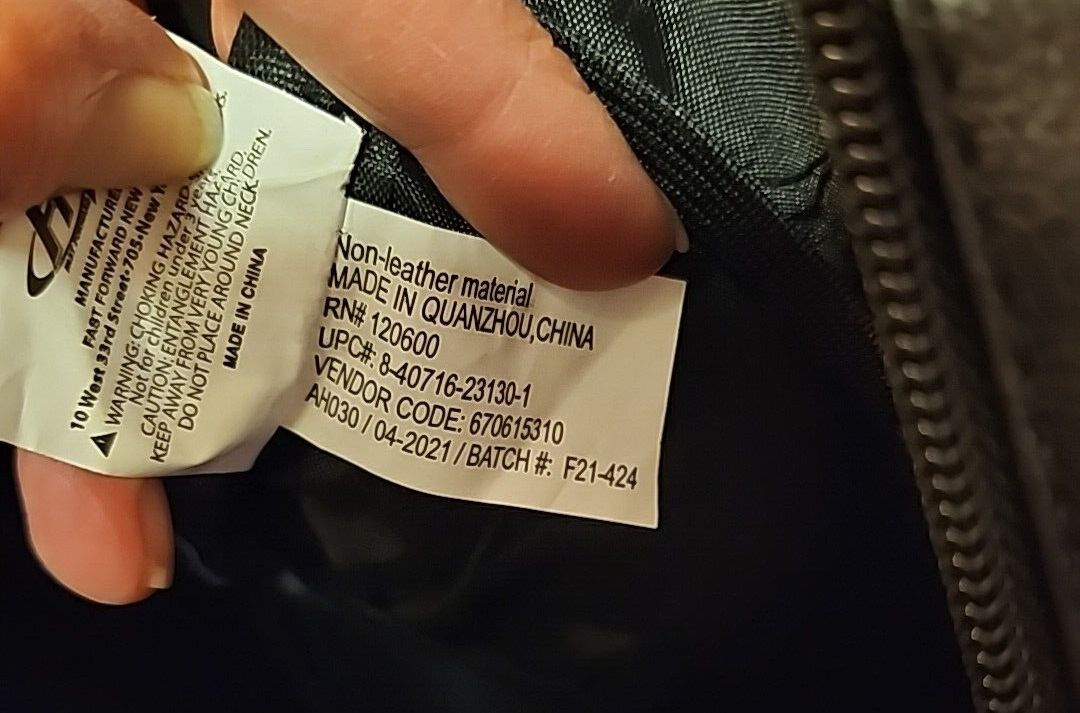 MANUFACTURE
FAST FORWARD NEW
10 West 33rd Street•705•New
WARNING: CHOKING HAZARD
Not for children under 3
CAUTION: ENTANGLEMENT
KEEP AWAY FROM VERY YOUNG CHILD.
DO NOT PLACE AROUND NECK
MADE IN CHINA
Non-leather material
MADE IN QUANZHOU,CHINA
RN# 120600
UPC#: 8-40716-23130-1
VENDOR CODE: 670615310
AH030 / 04-2021 / BATCH #: F21-424